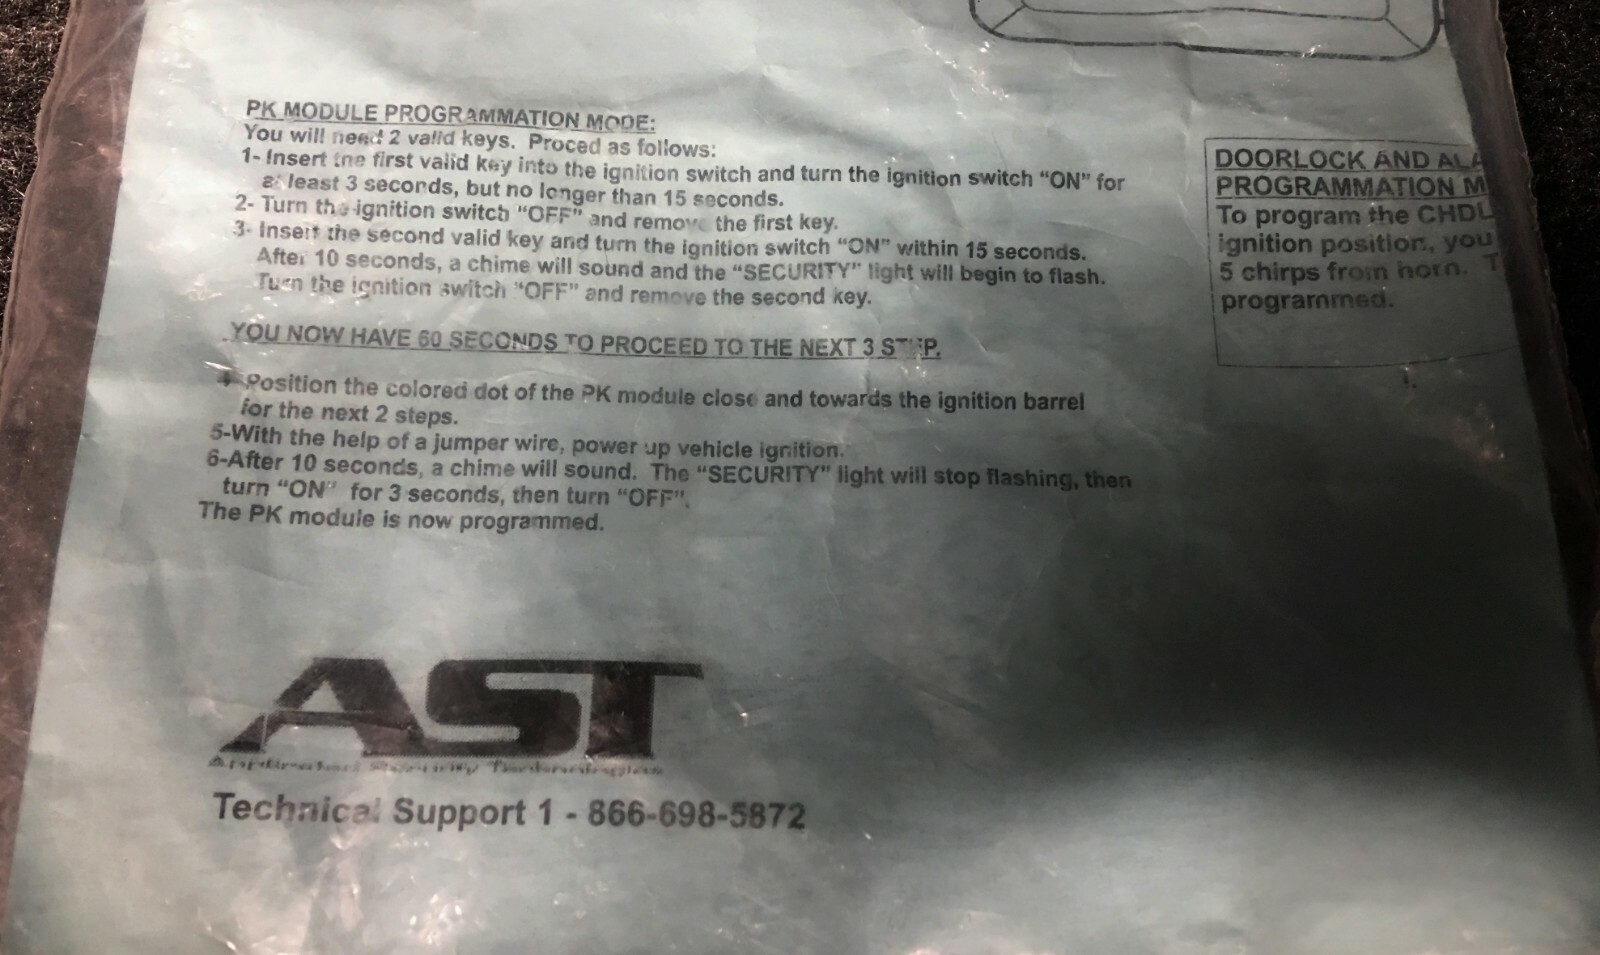 PK MODULE PROGRAMMATION MODE:
You will need 2 valid keys. Proced as follows:
1- Insert the first valid key into the ignition switch and turn the ignition switch “ON” for
at least 3 seconds, but no longer than 15 seconds.
2- Turn the ignition switch “OFF” and remove the first key.
3- Insert the second valid key and turn the ignition switch “ON” within 15 seconds.
After 10 seconds, a chime will sound and the “SECURITY” light will begin to flash.
Turn the ignition switch “OFF” and remove the second key.
YOU NOW HAVE 60 SECONDS TO PROCEED TO THE NEXT 3 STEP.
4-Position the colored dot of the PK module close and towards the ignition barrel
for the next 2 steps.
5-With the help of a jumper wire, power up vehicle ignition.
6-After 10 seconds, a chime will sound. The “SECURITY” light will stop flashing, then
turn “ON” for 3 seconds, then turn “OFF”.
The PK module is now programmed.
AST
Technical Support 1 - 866-698-5872
DOORLOCK AND ALA
PROGRAMMATION M
To program the CHDL
ignition position, you
5 chirps from horn. T
programmed.